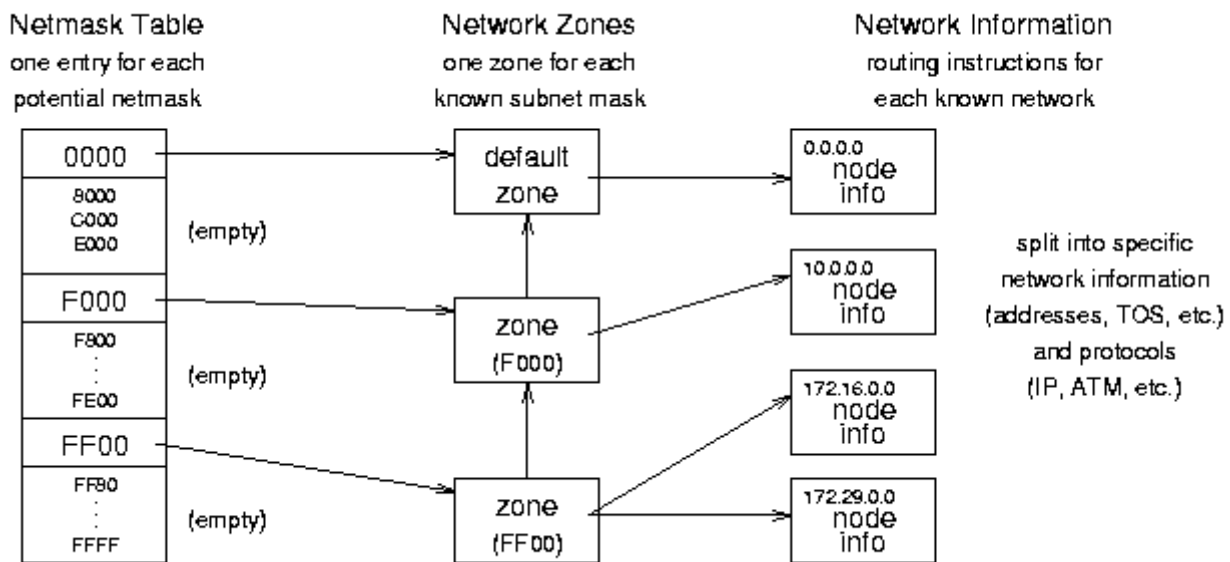 Netmask Table
one entry for each
potential netmask
Network Zones
one zone for each
known subnet mask
Network Information
routing instructions for
each known network
0000
8000
C000
E000
(empty)
F000
F800
FE00
(empty)
FF00
FF80
FFFF
(empty)
default
zone
zone
(F000)
zone
(FF00)
0.0.0.0
node
info
10.0.0.0
node
info
172.16.0.0
node
info
172.29.0.0
node
info
split into specific
network information
(addresses, TOS, etc.)
and protocols
(IP, ATM, etc.)